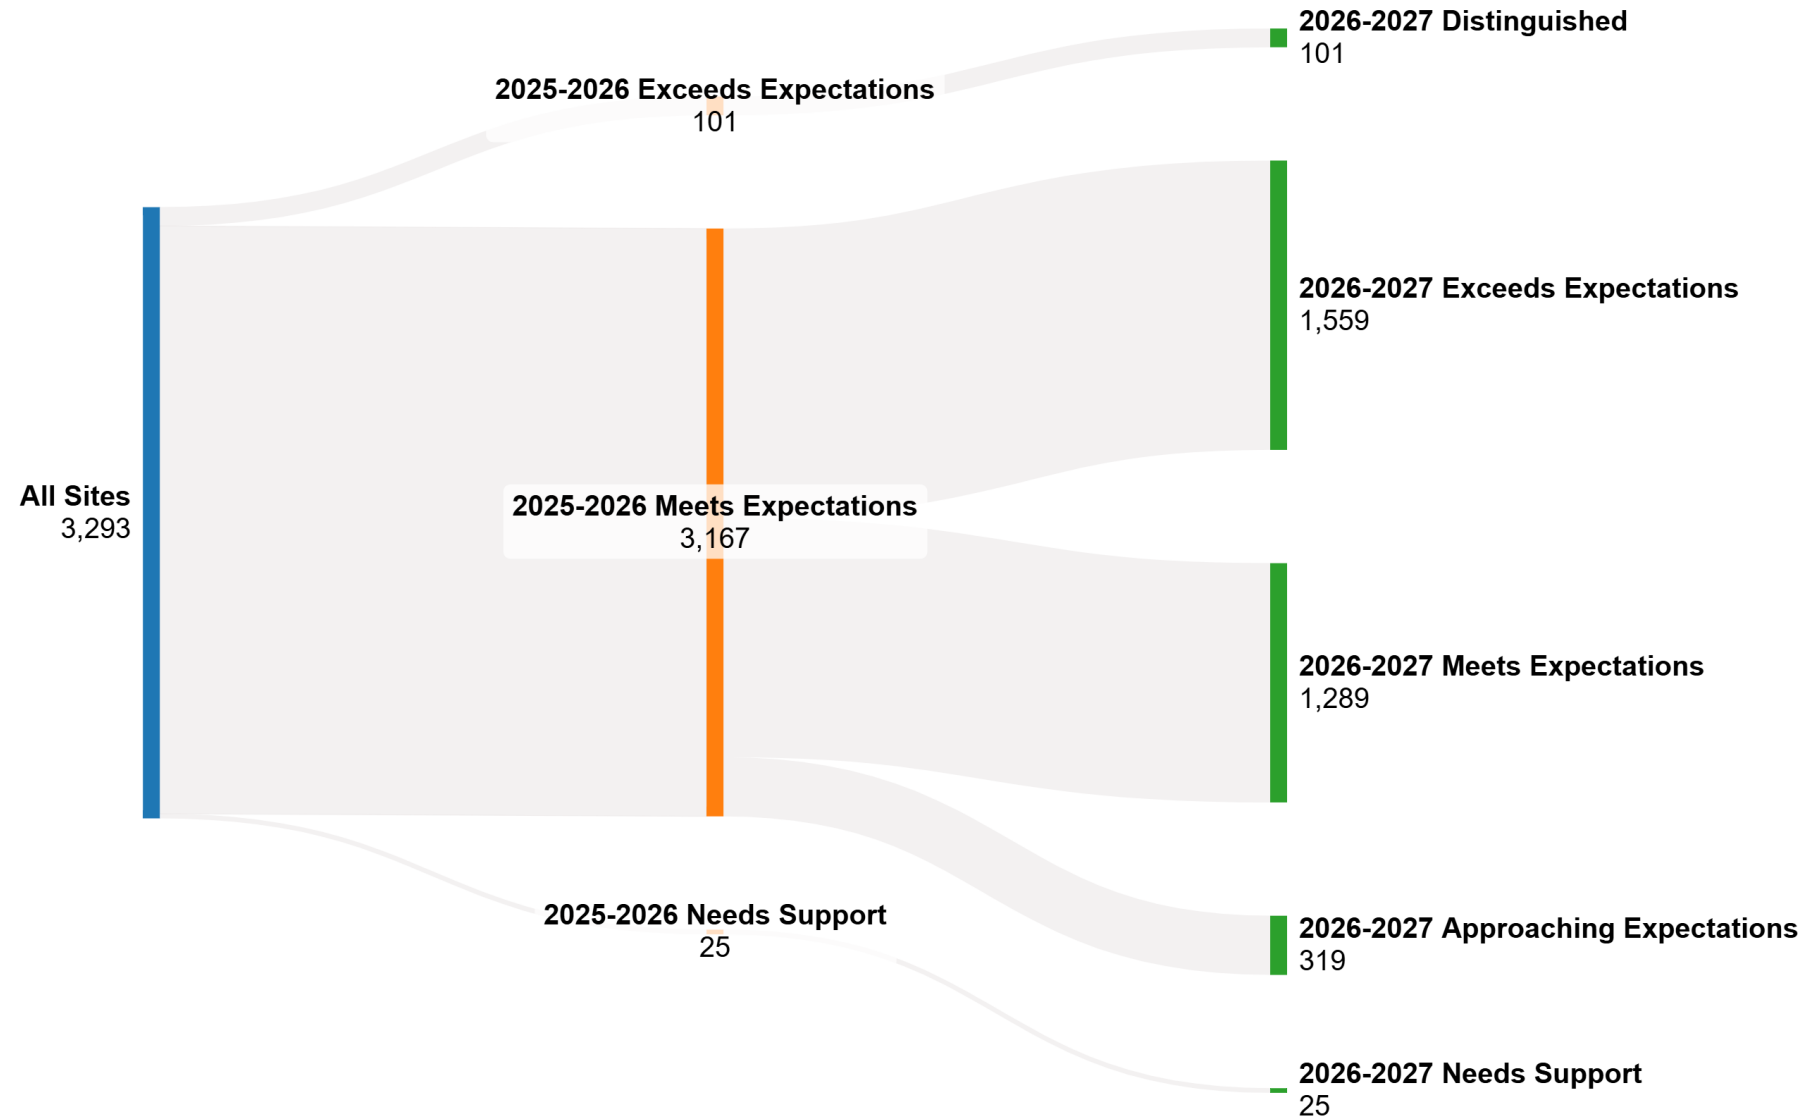 2026-2027 Distinguished
101
2025-2026 Exceeds Expectations
101
2026-2027 Exceeds Expectations
1,559
All Sites
3,293
2025-2026 Meets Expectations
3,167
2026-2027 Meets Expectations
1,289
2025-2026 Needs Support
25
2026-2027 Approaching Expectations
319
2026-2027 Needs Support
25